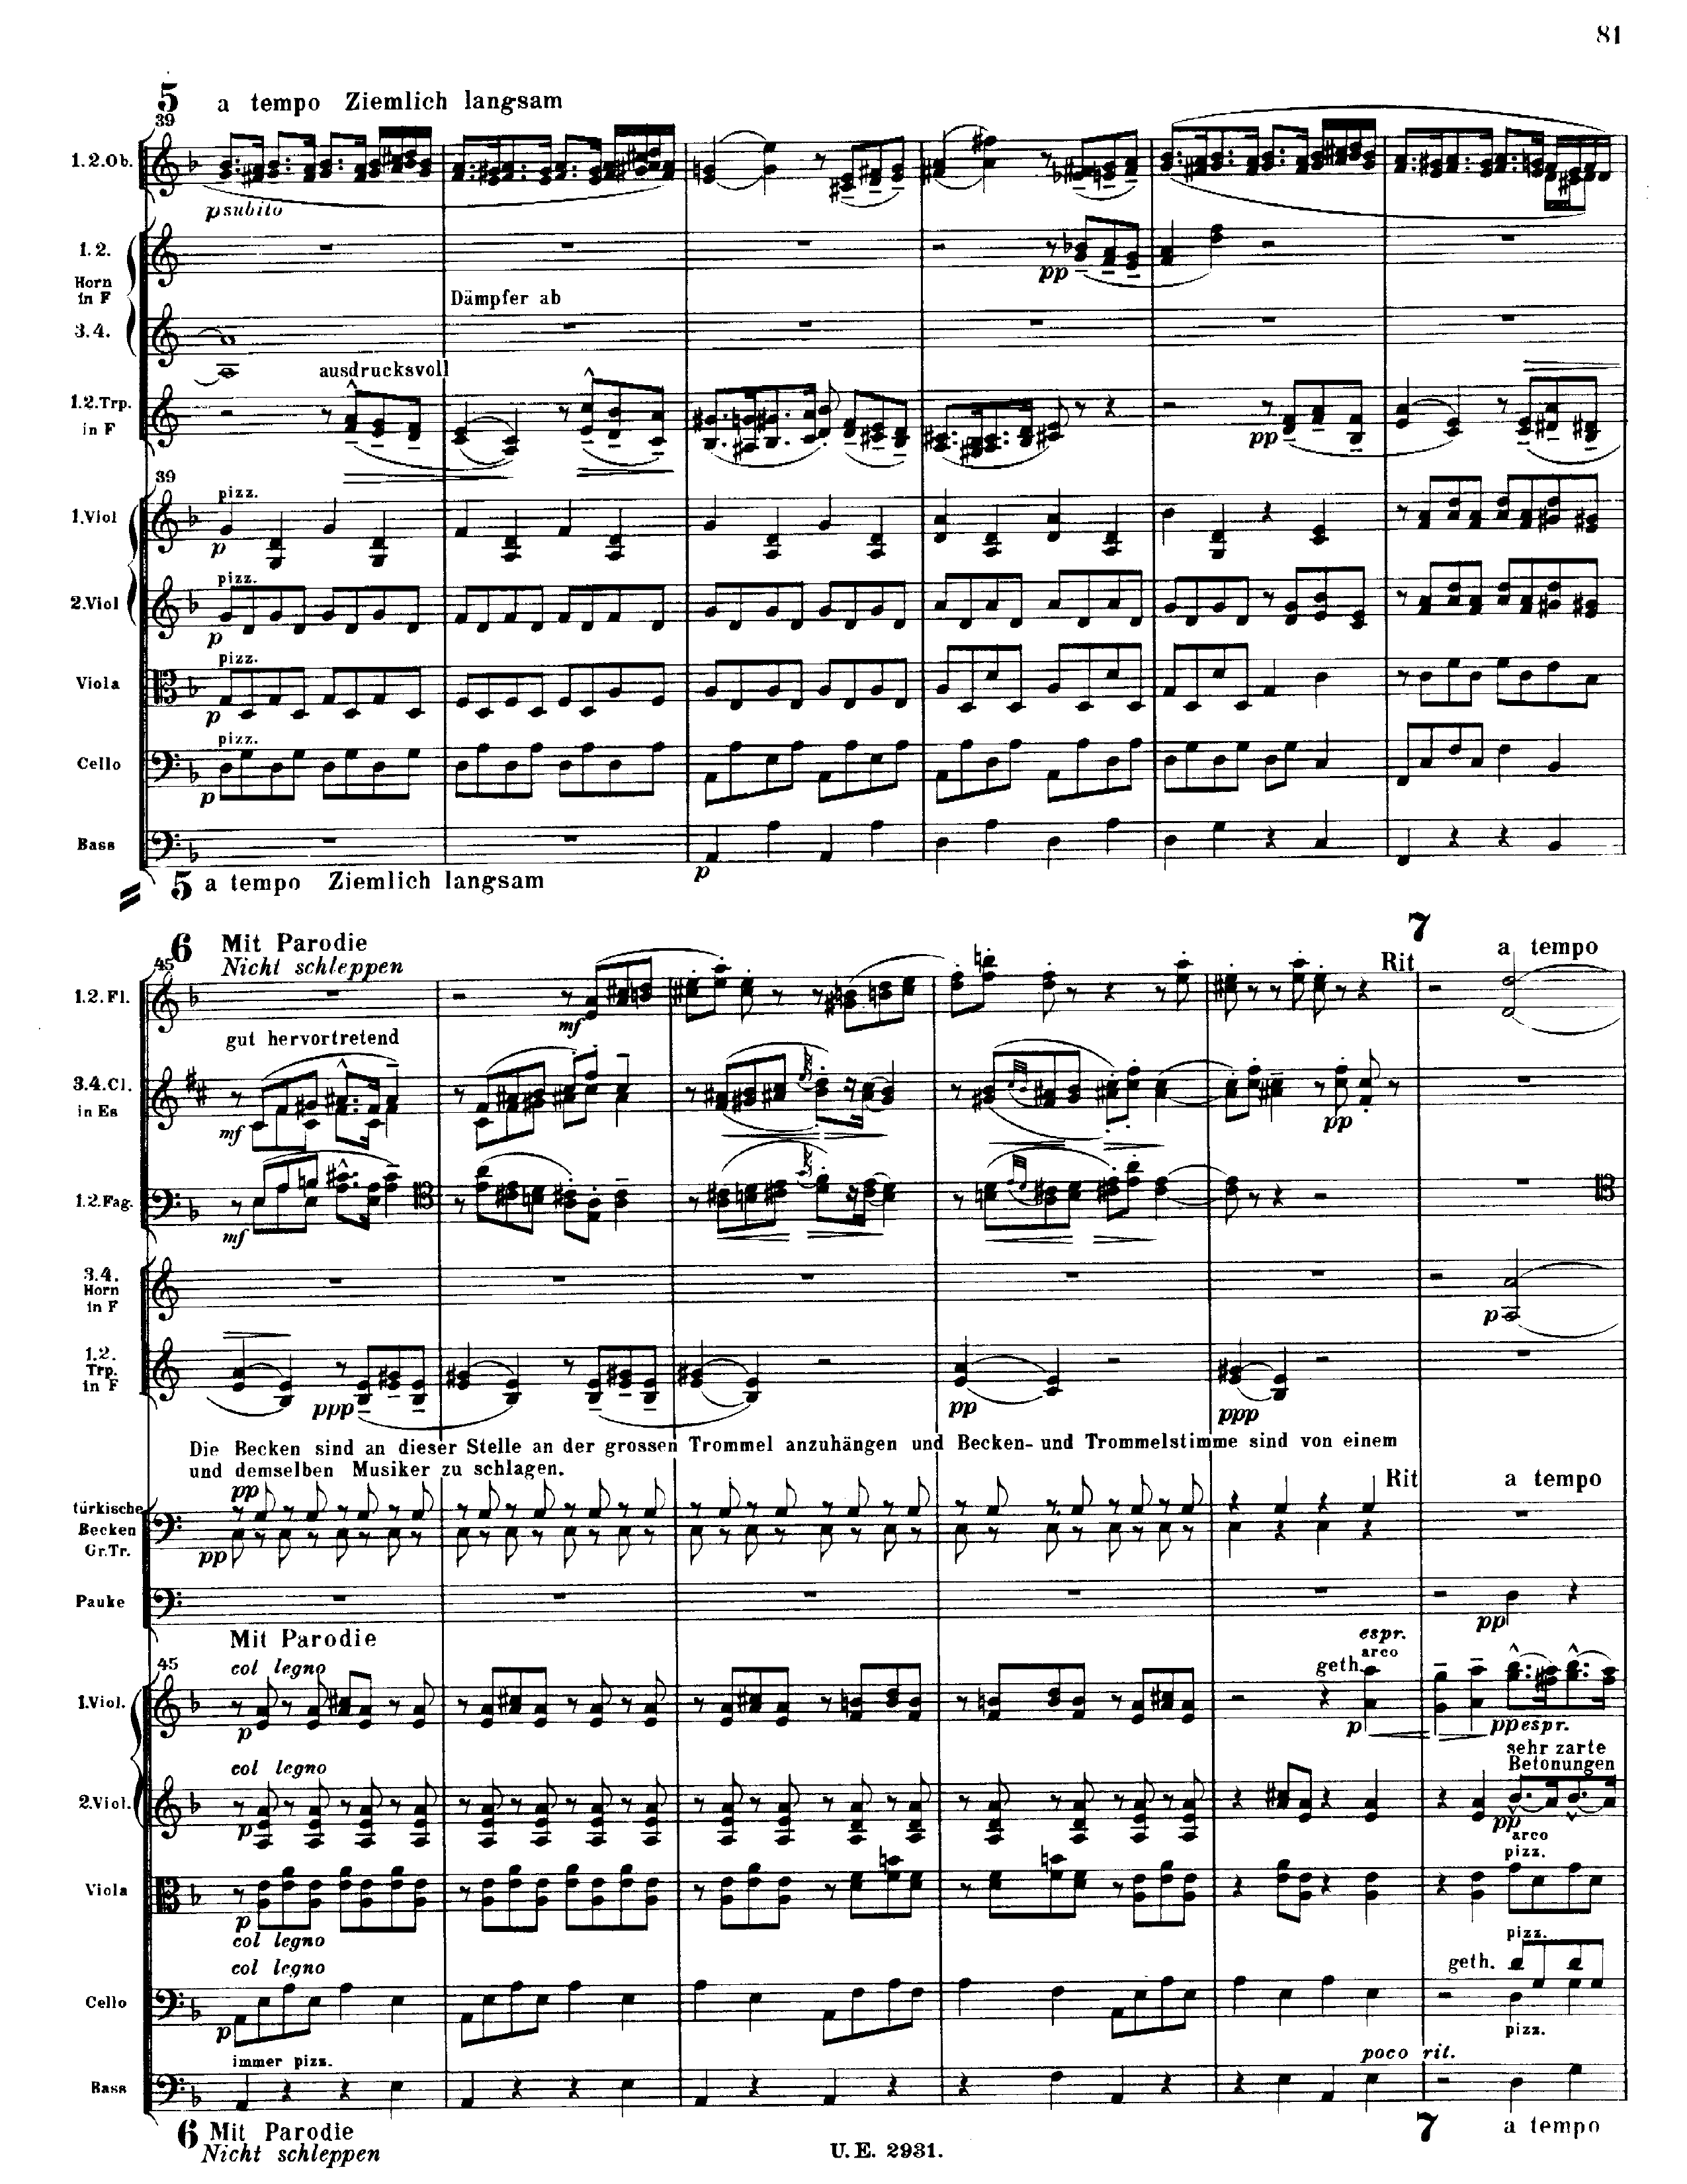 81
5 a tempo Ziemlich langsam
39
1.2.Ob.
p subito
1.2.
Horn
in F
3.4.
Dämpfer ab
ausdrucksvoll
1.2.Trp.
in F
pp
pp
39
pizz.
1.Viol
p
pizz.
2.Viol
p
pizz.
Viola
p
pizz.
Cello
p
Bass
p
5 a tempo Ziemlich langsam
6 Mit Parodie
Nicht schleppen
7
a tempo
45
Rit
1.2. Fl.
mf
gut hervortretend
3.4.Cl.
in Es
mf
pp
1.2.Fag.
mf
3.4.
Horn
in F
p
1.2.
Trp.
in F
ppp
pp
ppp
Die Becken sind an dieser Stelle an der grossen Trommel anzuhängen und Becken- und Trommelstimme sind von einem
und demselben Musiker zu schlagen.
Rit
a tempo
pp
türkische
Becken
Gr.Tr.
pp
Pauke
pp
Mit Parodie
espr.
arco
45
col legno
geth.
1.Viol.
p
p
pp espr.
sehr zarte
Betonungen
col legno
2.Viol.
p
pp
arco
pizz.
Viola
p
col legno
pizz.
col legno
geth.
Cello
p
pizz.
immer pizz.
poco rit.
Bass
6 Mit Parodie
Nicht schleppen
7
a tempo
U. E. 2931.